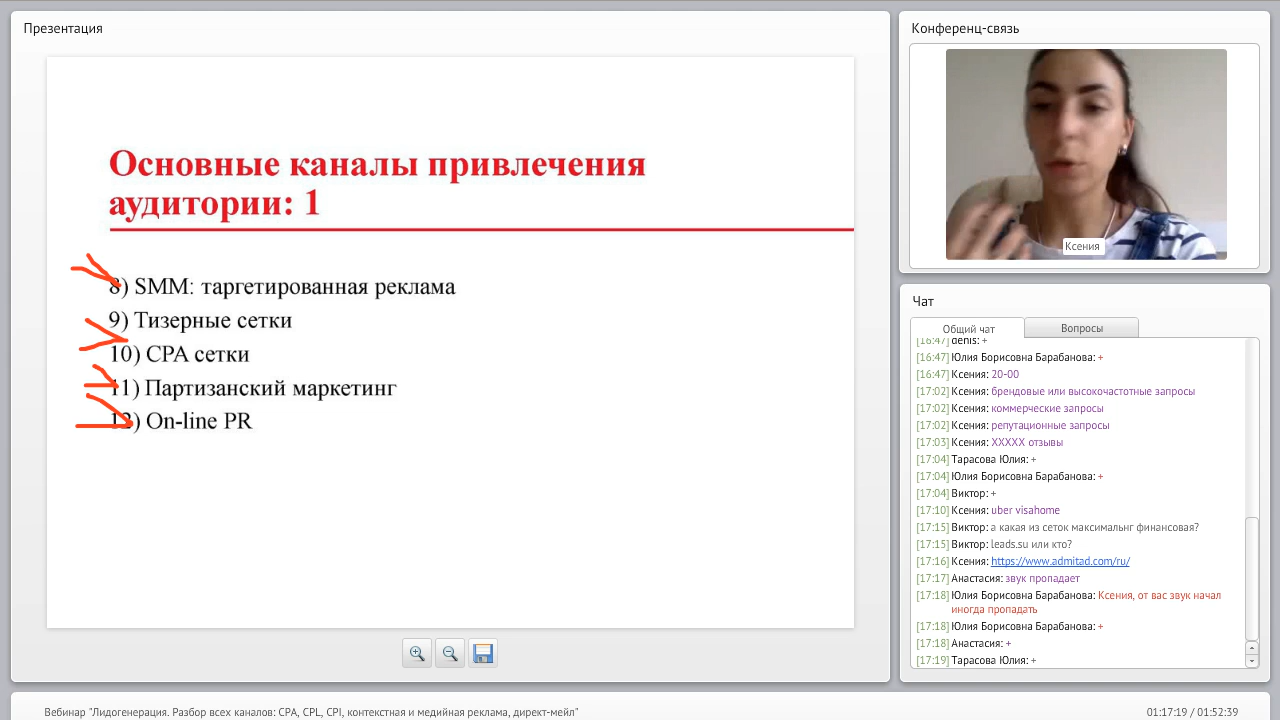 Презентация
Основные каналы привлечения
аудитории: 1
8) SMM: таргетированная реклама
9) Тизерные сетки
10) CPA сетки
11) Партизанский маркетинг
12) On-line PR
Конференц-связь
Ксения
Чат
Общий чат
Вопросы
[16:47] denis: +
[16:47] Юлия Борисовна Барабанова: +
[16:47] Ксения: 20-00
[17:02] Ксения: брендовые или высокочастотные запросы
[17:02] Ксения: коммерческие запросы
[17:02] Ксения: репутационные запросы
[17:03] Ксения: XXXXX отзывы
[17:04] Тарасова Юлия: +
[17:04] Юлия Борисовна Барабанова: +
[17:04] Виктор: +
[17:10] Ксения: uber visahome
[17:15] Виктор: а какая из сеток максимальнг финансовая?
[17:15] Виктор: leads.su или кто?
[17:16] Ксения: https://www.admitad.com/ru/
[17:17] Анастасия: звук пропадает
[17:18] Юлия Борисовна Барабанова: Ксения, от вас звук начал
иногда пропадать
[17:18] Юлия Борисовна Барабанова: +
[17:18] Анастасия: +
[17:19] Тарасова Юлия: +
Вебинар "Лидогенерация. Разбор всех каналов: CPA, CPL, CPI, контекстная и медийная реклама, директ-мейл"
01:17:19 / 01:52:39